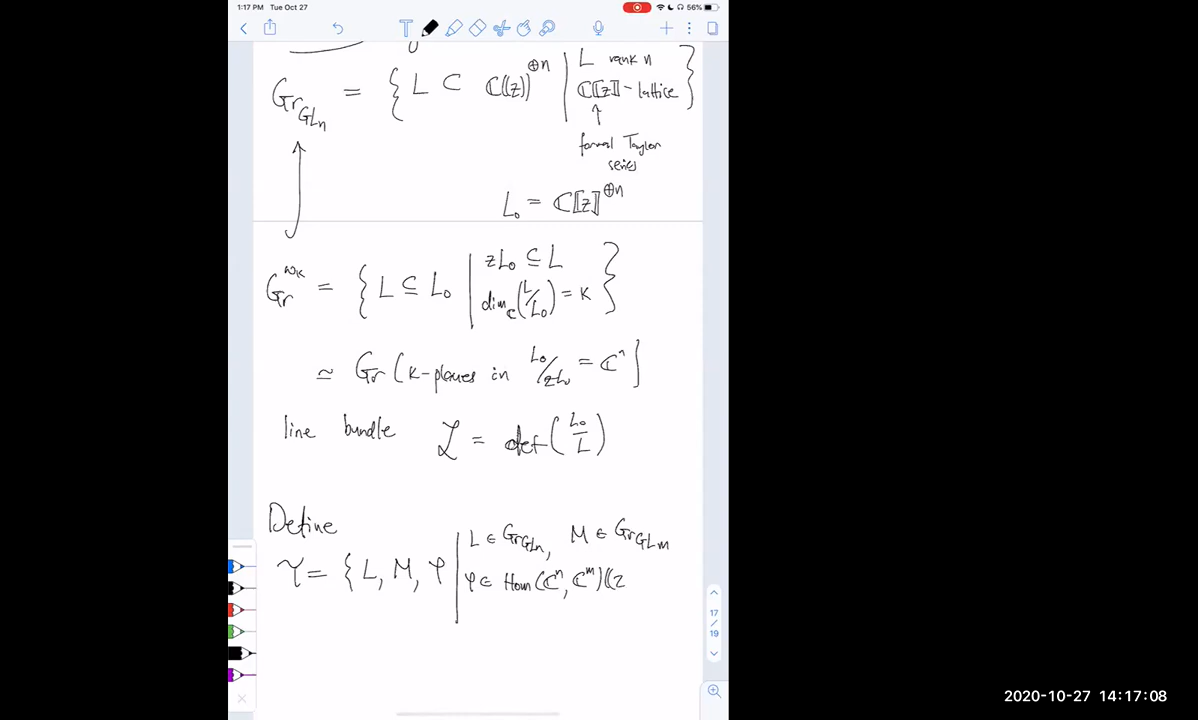 1:17 PM Tue Oct 27
56%
Gr_{GL_n} = { L ⊂ ℂ((z))^{⊕n} | L rank n
ℂ[[z]]-lattice }
↑
formal Taylor
series
L_0 = ℂ[[z]]^{⊕n}
Gr^{ω_K} = { L ⊆ L_0 | zL_0 ⊆ L
dim_ℂ(L/L_0) = K }
≃ Gr(K-planes in L_0/zL_0 = ℂ^n]
line bundle ℒ = det(L_0/L)
Define
𝒯 = { L, M, φ | L ∈ Gr_{GL_n}, M ∈ Gr_{GL_m}
φ ∈ Hom(ℂ^n, ℂ^m)((z
17
/
19
2020-10-27 14:17:08